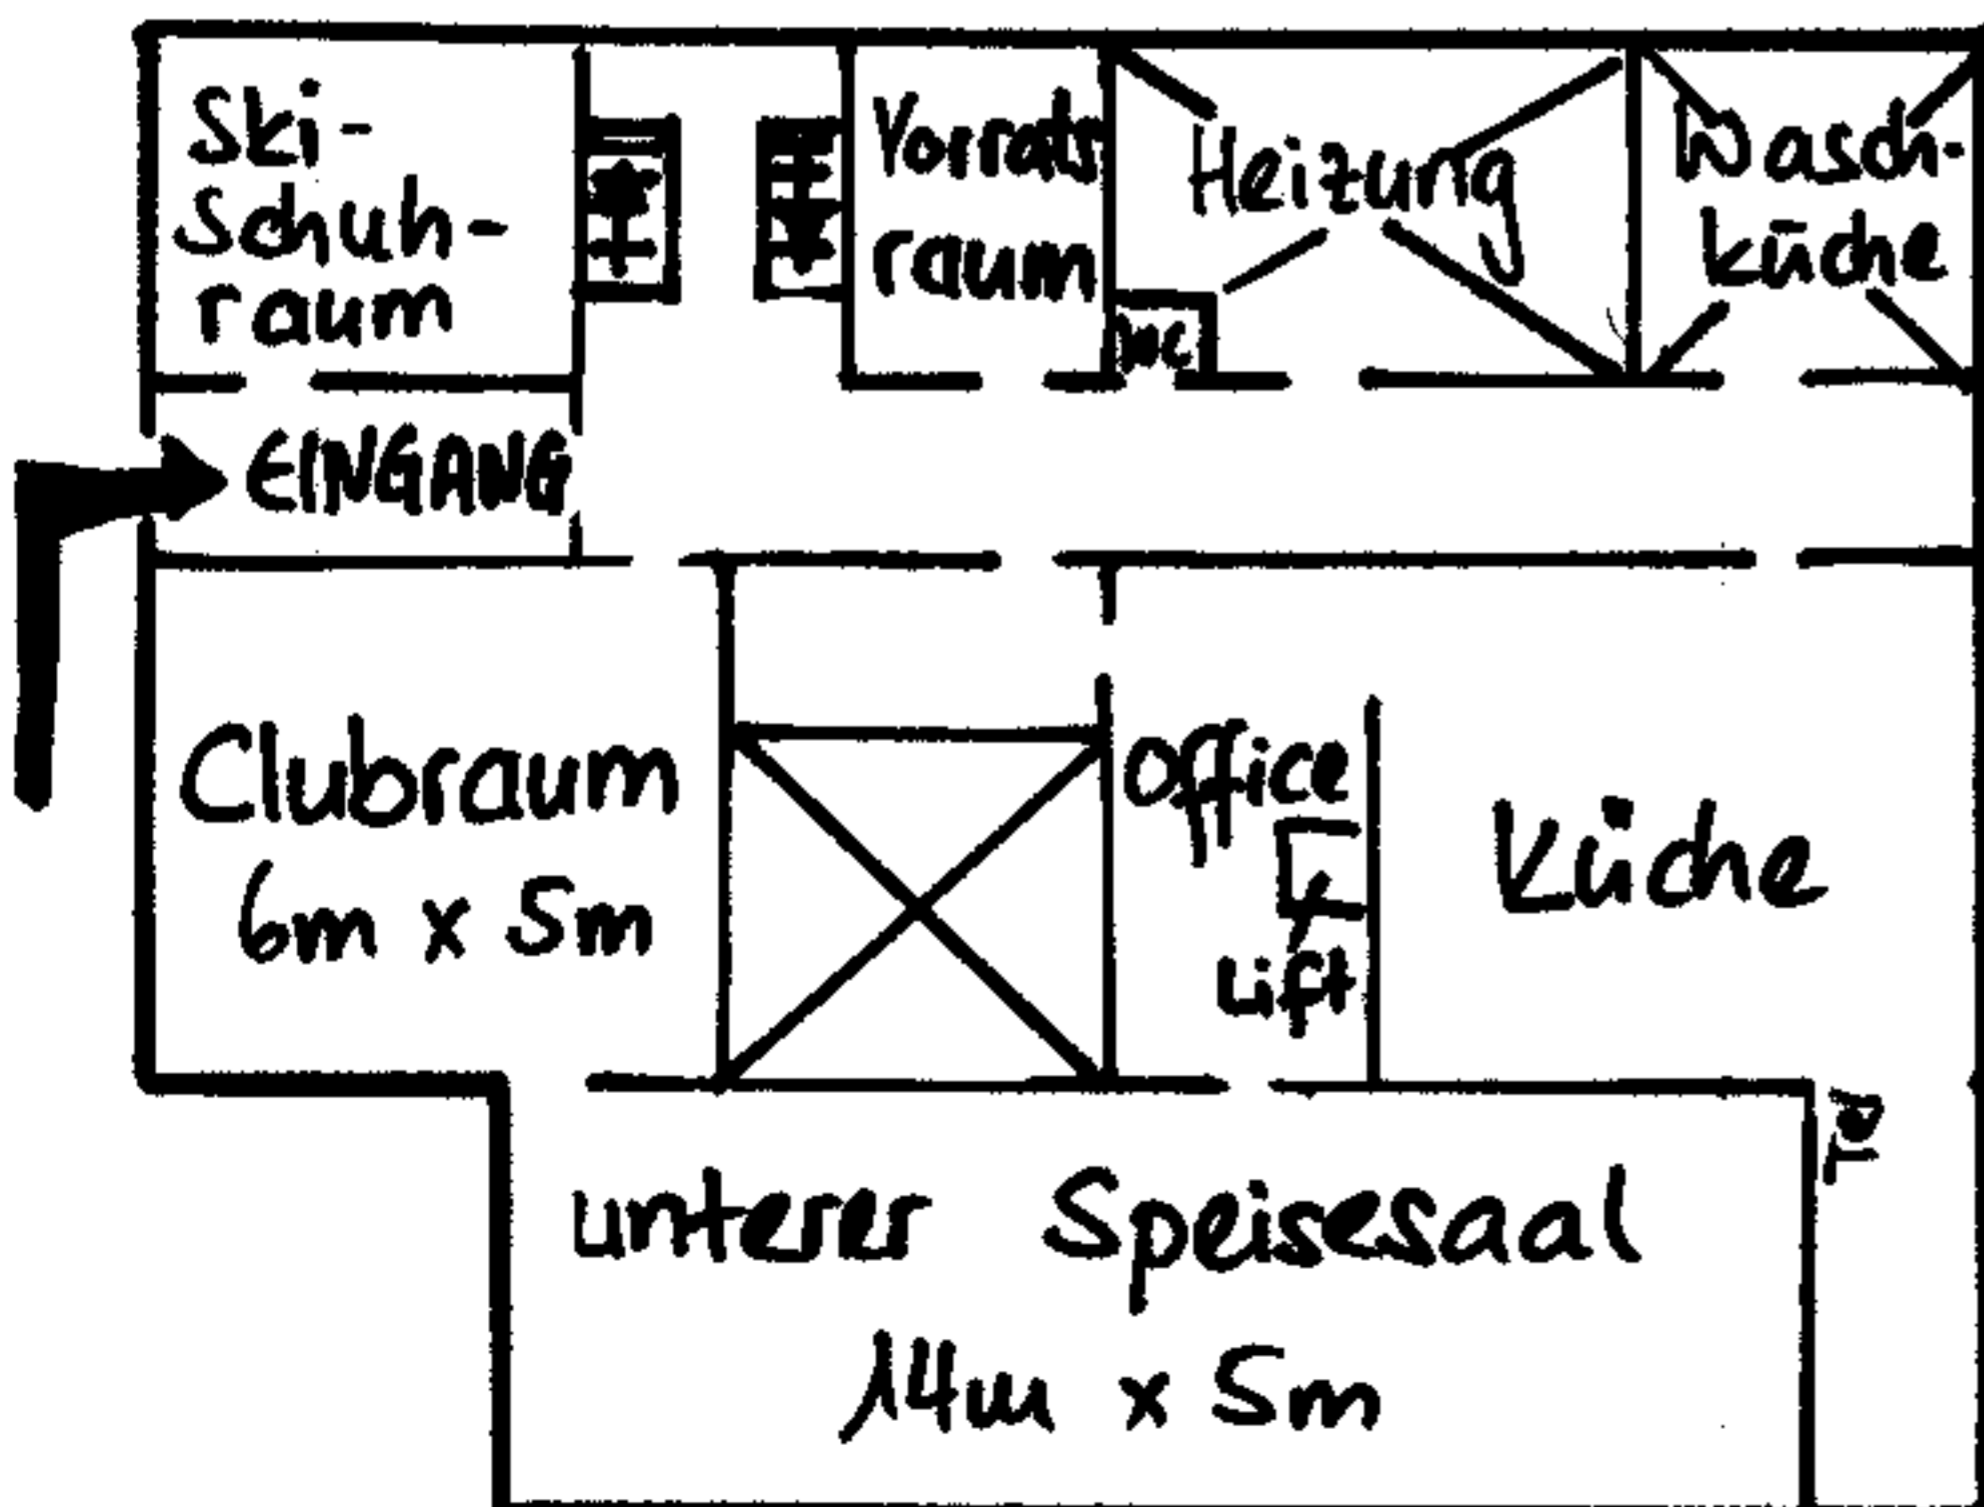 Ski-
Schuh-
raum
Vorrats
raum
Heizung
Wasch-
küche
WC
EINGANG
Clubraum
6m x 5m
Office
Lift
Küche
Tel
unterer Speisesaal
14m x 5m